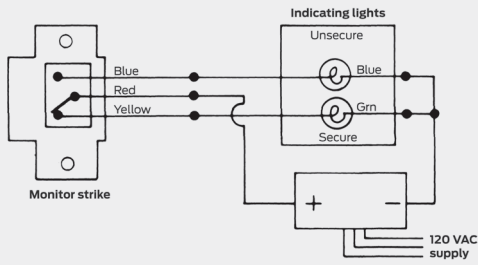 Indicating lights
Unsecure
Blue
Blue
Red
Yellow
Grn
Secure
Monitor strike
+ −
120 VAC
supply